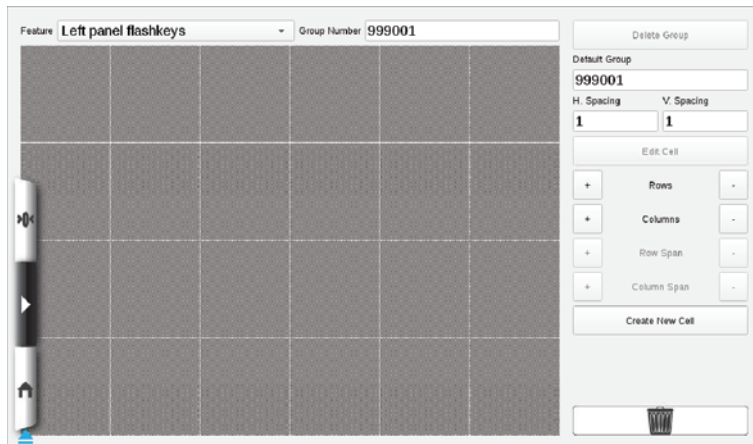 Feature Left panel flashkeys Group Number 999001
Delete Group
Default Group
999001
H. Spacing V. Spacing
1 1
Edit Cell
+ Rows -
+ Columns -
+ Row Span -
+ Column Span -
Create New Cell